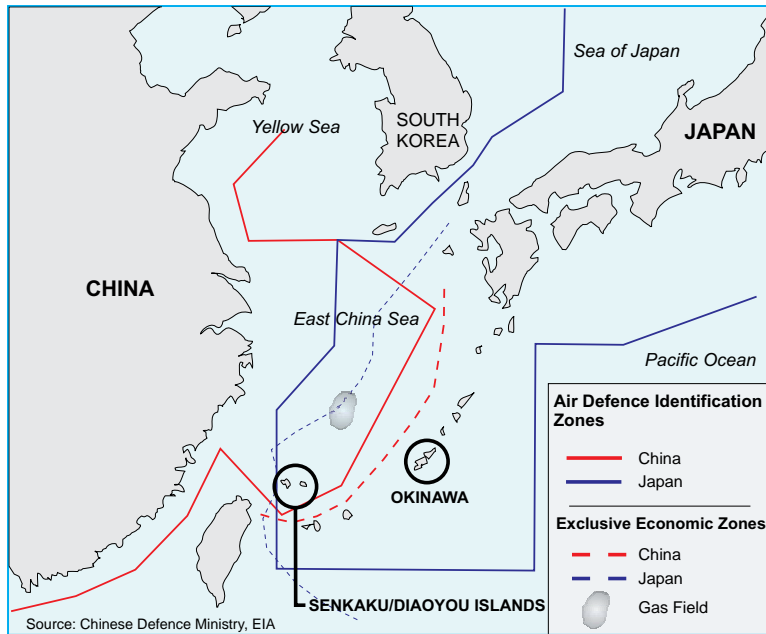 Sea of Japan
SOUTH
KOREA
Yellow Sea
JAPAN
CHINA
East China Sea
Pacific Ocean
Air Defence Identification
Zones
China
Japan
OKINAWA
Exclusive Economic Zones
China
Japan
Gas Field
SENKAKU/DIAOYOU ISLANDS
Source: Chinese Defence Ministry, EIA